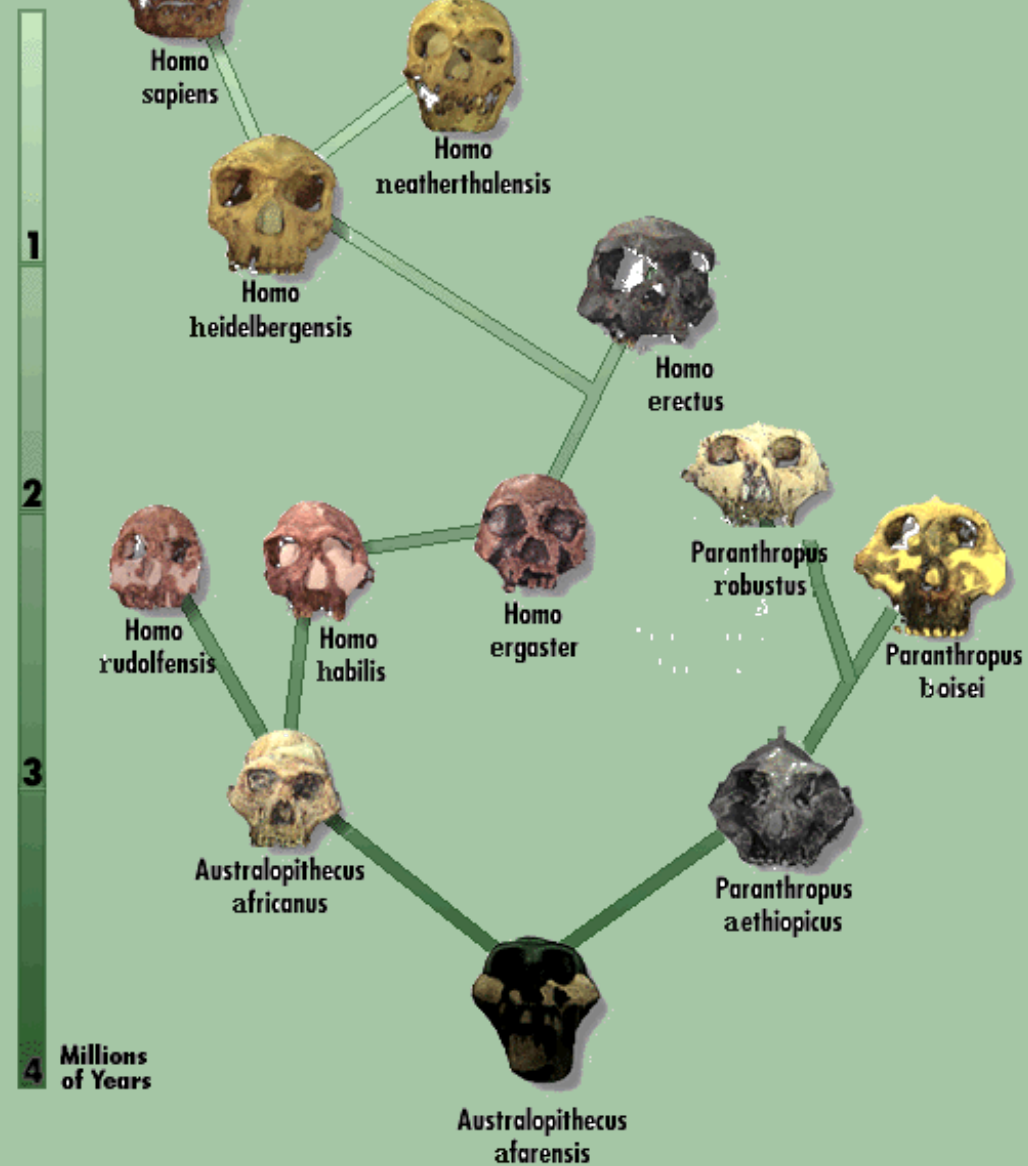 Homo
sapiens
Homo
neatherthalensis
1
Homo
heidelbergensis
Homo
erectus
2
Paranthropus
robustus
Homo
rudolfensis
Homo
habilis
Homo
ergaster
Paranthropus
boisei
3
Australopithecus
africanus
Paranthropus
aethiopicus
4
Millions
of Years
Australopithecus
afarensis